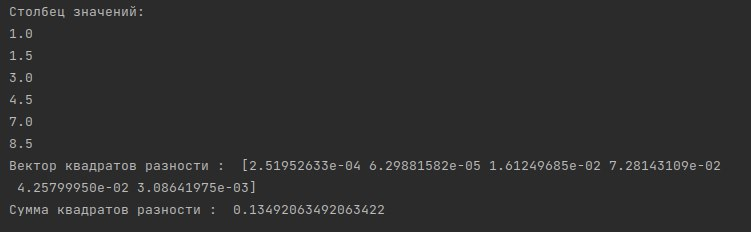 Столбец значений:
1.0
1.5
3.0
4.5
7.0
8.5
Вектор квадратов разности :  [2.51952633e-04 6.29881582e-05 1.61249685e-02 7.28143109e-02
 4.25799950e-02 3.08641975e-03]
Сумма квадратов разности :  0.13492063492063422